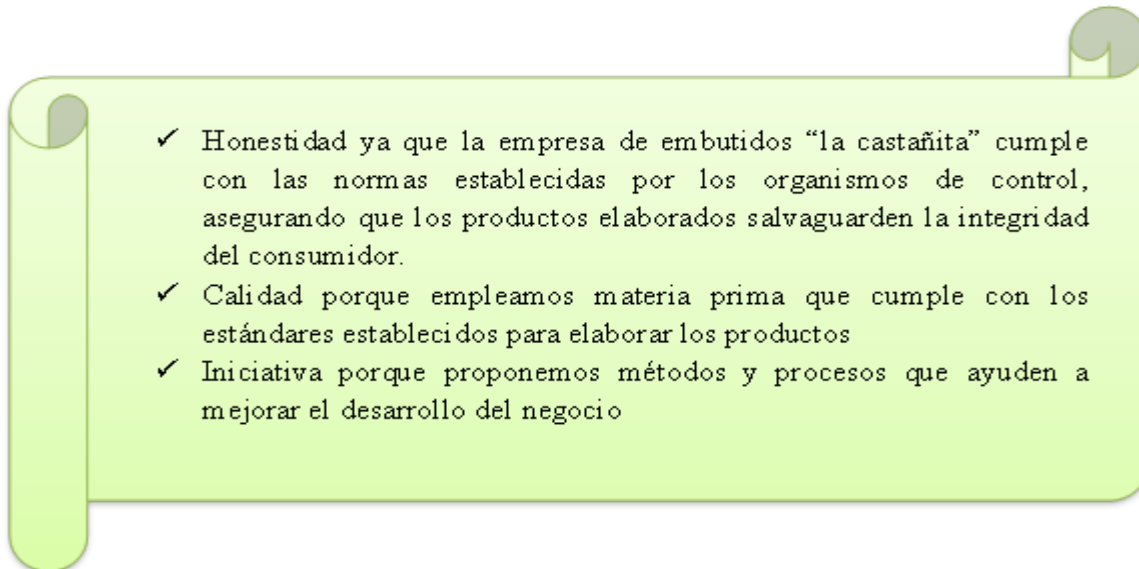 ✓ Honestidad ya que la empresa de embutidos “la castañita” cumple
con las normas establecidas por los organismos de control,
asegurando que los productos elaborados salvaguarden la integridad
del consumidor.
✓ Calidad porque empleamos materia prima que cumple con los
estándares establecidos para elaborar los productos
✓ Iniciativa porque proponemos métodos y procesos que ayuden a
mejorar el desarrollo del negocio